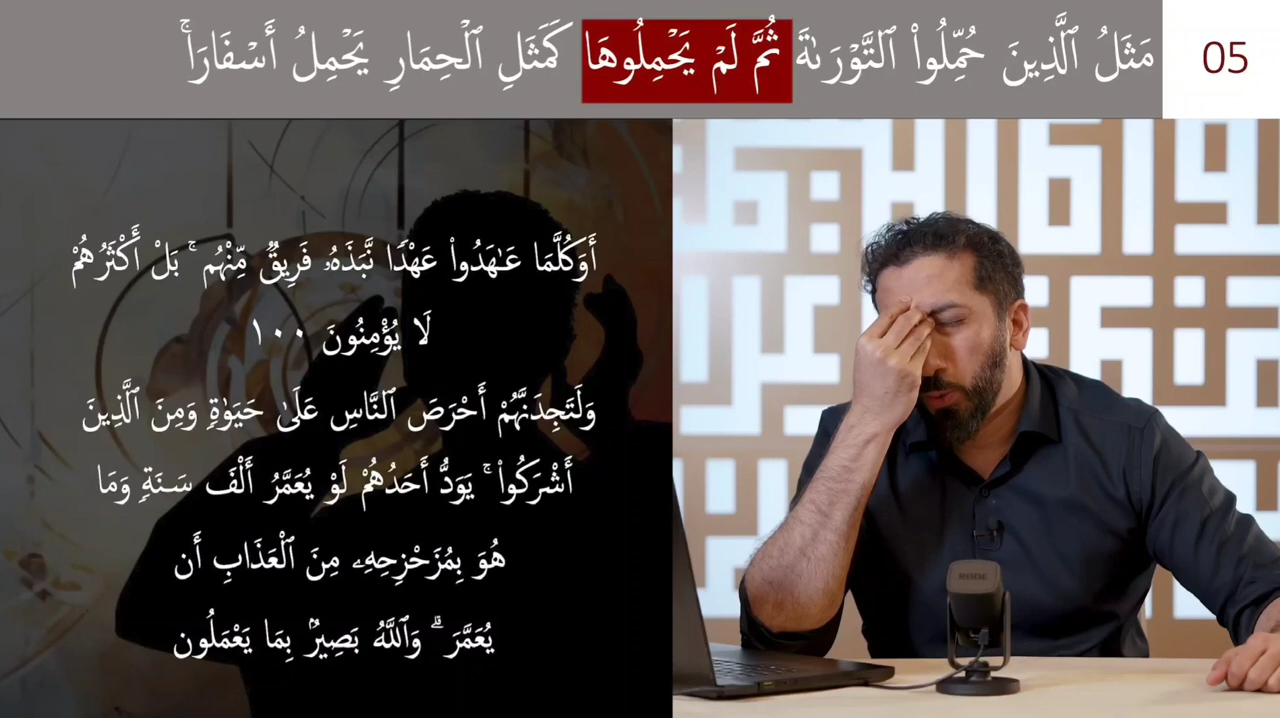 مَثَلُ ٱلَّذِينَ حُمِّلُوا۟ ٱلتَّوْرَىٰةَ ثُمَّ لَمْ يَحْمِلُوهَا كَمَثَلِ ٱلْحِمَارِ يَحْمِلُ أَسْفَارًۢا ۚ
05
أَوَكُلَّمَا عَـٰهَدُوا۟ عَهْدًا نَّبَذَهُۥ فَرِيقٌ مِّنْهُم ۚ بَلْ أَكْثَرُهُمْ
لَا يُؤْمِنُونَ ١٠٠
وَلَتَجِدَنَّهُمْ أَحْرَصَ ٱلنَّاسِ عَلَىٰ حَيَوٰةٍ وَمِنَ ٱلَّذِينَ
أَشْرَكُوا۟ ۚ يَوَدُّ أَحَدُهُمْ لَوْ يُعَمَّرُ أَلْفَ سَنَةٍ وَمَا
هُوَ بِمُزَحْزِحِهِۦ مِنَ ٱلْعَذَابِ أَن
يُعَمَّرَ ۗ وَٱللَّهُ بَصِيرٌۢ بِمَا يَعْمَلُون
RODE